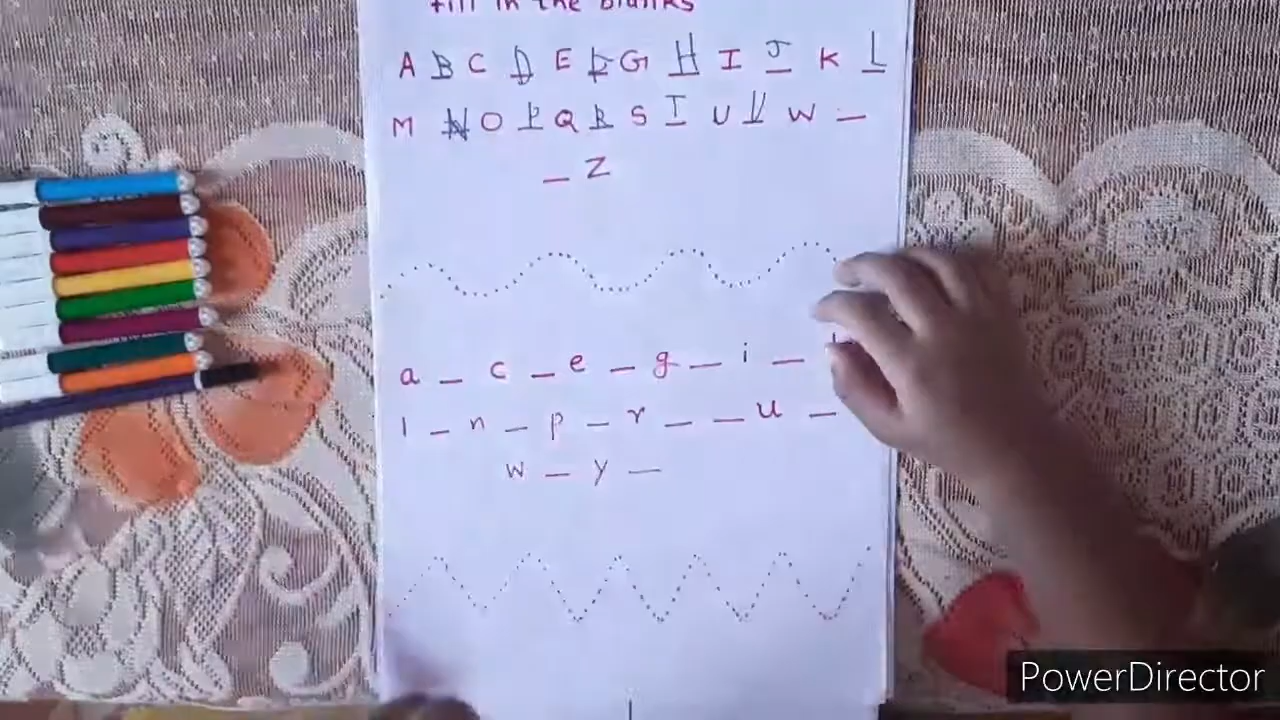 Fill in the blanks
A B C D E F G H I J K L
M N O P Q R S T U V W _
_ Z
a _ c _ e _ g _ i _
l _ n _ p _ r _ _ u _
w _ y _
PowerDirector